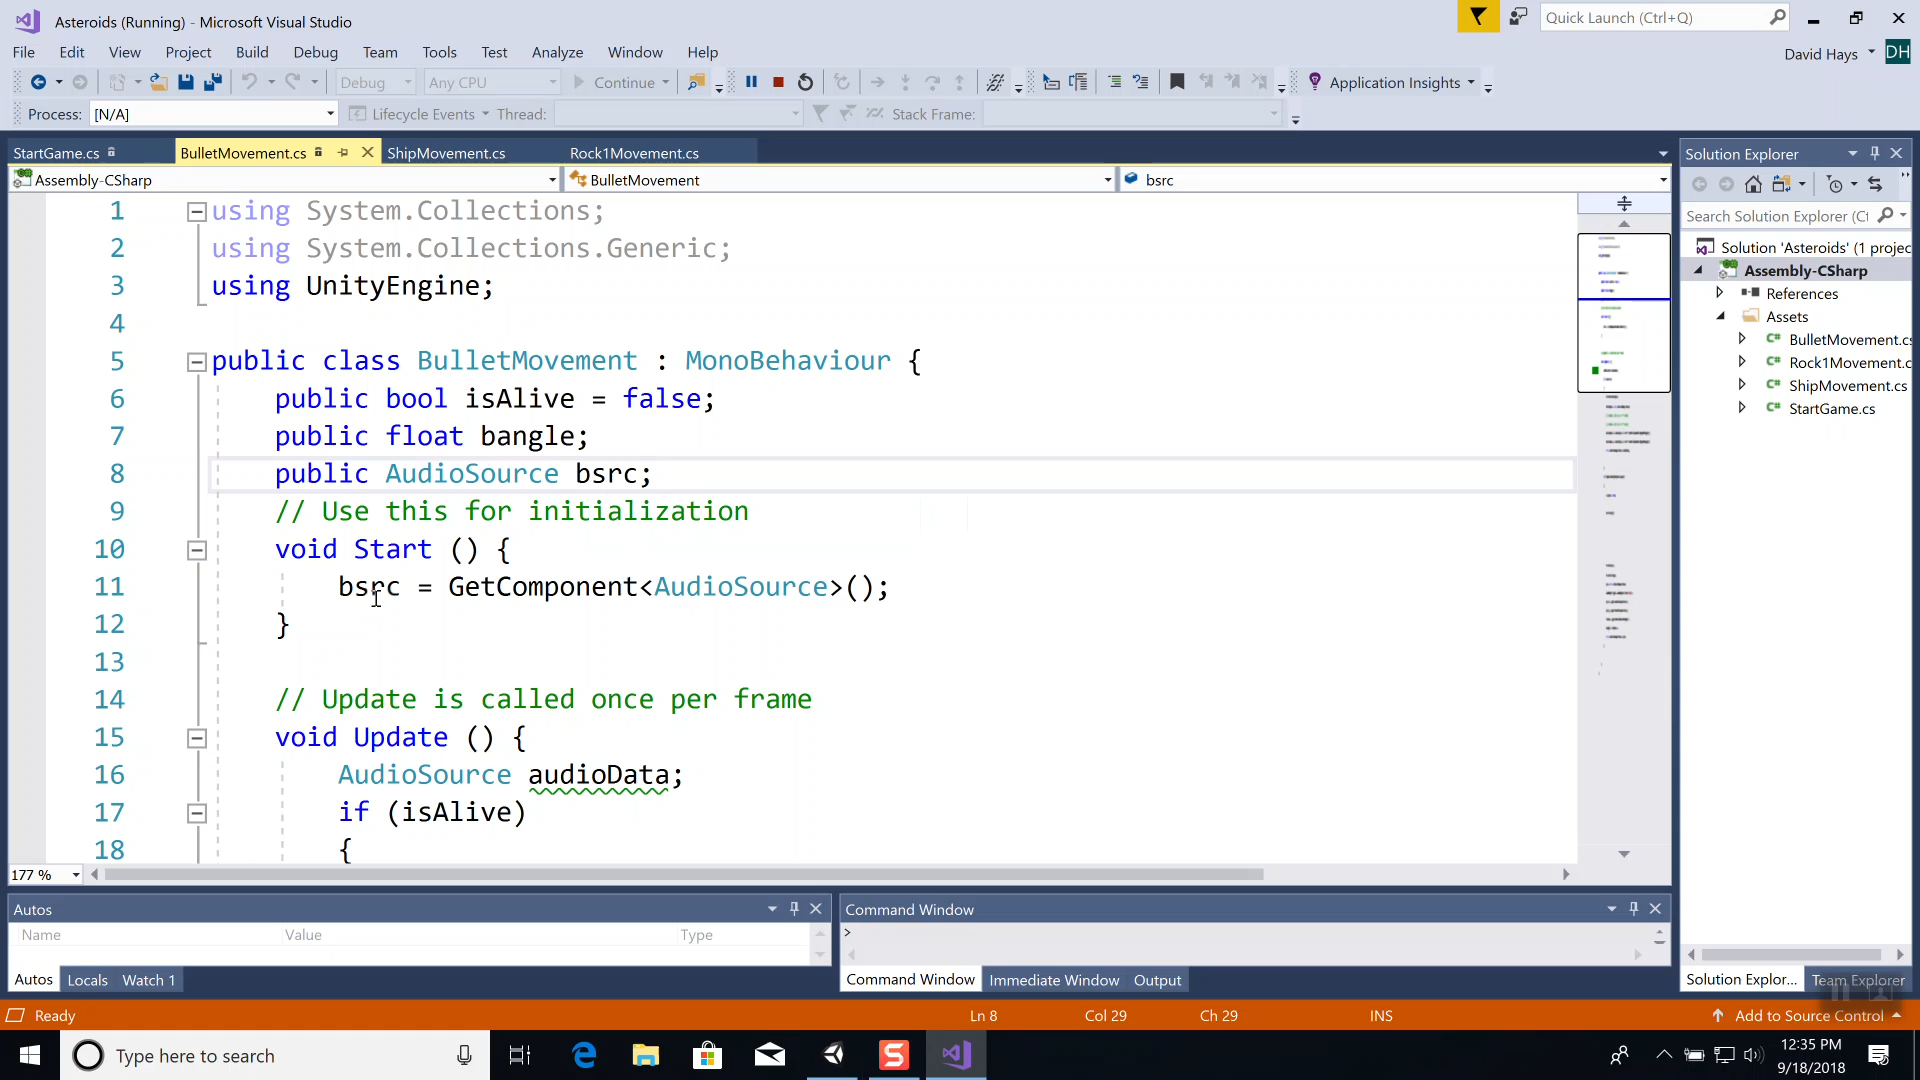 Asteroids (Running) - Microsoft Visual Studio
Quick Launch (Ctrl+Q)
File Edit View Project Build Debug Team Tools Test Analyze Window Help
David Hays DH
Debug Any CPU Continue Application Insights
Process: [N/A] Lifecycle Events Thread: Stack Frame:
StartGame.cs BulletMovement.cs ShipMovement.cs Rock1Movement.cs
Assembly-CSharp BulletMovement bsrc
1 using System.Collections;
2 using System.Collections.Generic;
3 using UnityEngine;
4
5 public class BulletMovement : MonoBehaviour {
6 public bool isAlive = false;
7 public float bangle;
8 public AudioSource bsrc;
9 // Use this for initialization
10 void Start () {
11 bsrc = GetComponent<AudioSource>();
12 }
13
14 // Update is called once per frame
15 void Update () {
16 AudioSource audioData;
17 if (isAlive)
18 {
177 %
Solution Explorer
Search Solution Explorer (Ct
Solution 'Asteroids' (1 projec
Assembly-CSharp
References
Assets
C# BulletMovement.cs
C# Rock1Movement.c
C# ShipMovement.cs
C# StartGame.cs
Autos
Name Value Type
Autos Locals Watch 1
Command Window
>
Command Window Immediate Window Output
Solution Explor... Team Explorer
Ready Ln 8 Col 29 Ch 29 INS Add to Source Control
Type here to search
S
12:35 PM
9/18/2018